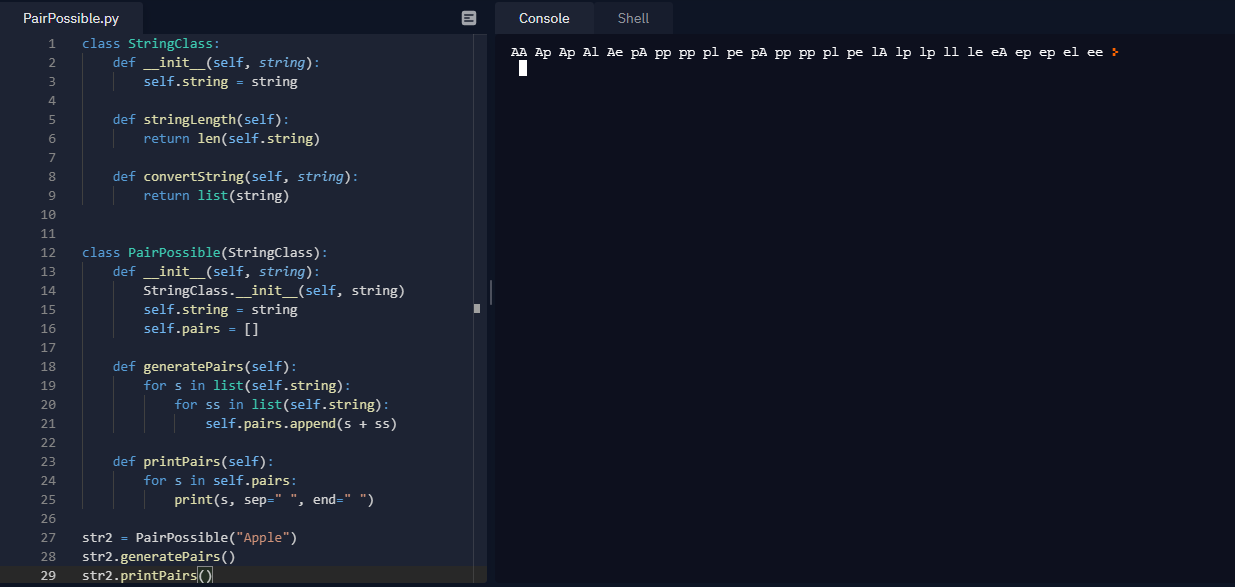 PairPossible.py
1 class StringClass:
2     def __init__(self, string):
3         self.string = string
4
5     def stringLength(self):
6         return len(self.string)
7
8     def convertString(self, string):
9         return list(string)
10
11
12 class PairPossible(StringClass):
13     def __init__(self, string):
14         StringClass.__init__(self, string)
15         self.string = string
16         self.pairs = []
17
18     def generatePairs(self):
19         for s in list(self.string):
20             for ss in list(self.string):
21                 self.pairs.append(s + ss)
22
23     def printPairs(self):
24         for s in self.pairs:
25             print(s, sep=" ", end=" ")
26
27 str2 = PairPossible("Apple")
28 str2.generatePairs()
29 str2.printPairs()
Console Shell
AA Ap Ap Al Ae pA pp pp pl pe pA pp pp pl pe lA lp lp ll le eA ep ep el ee